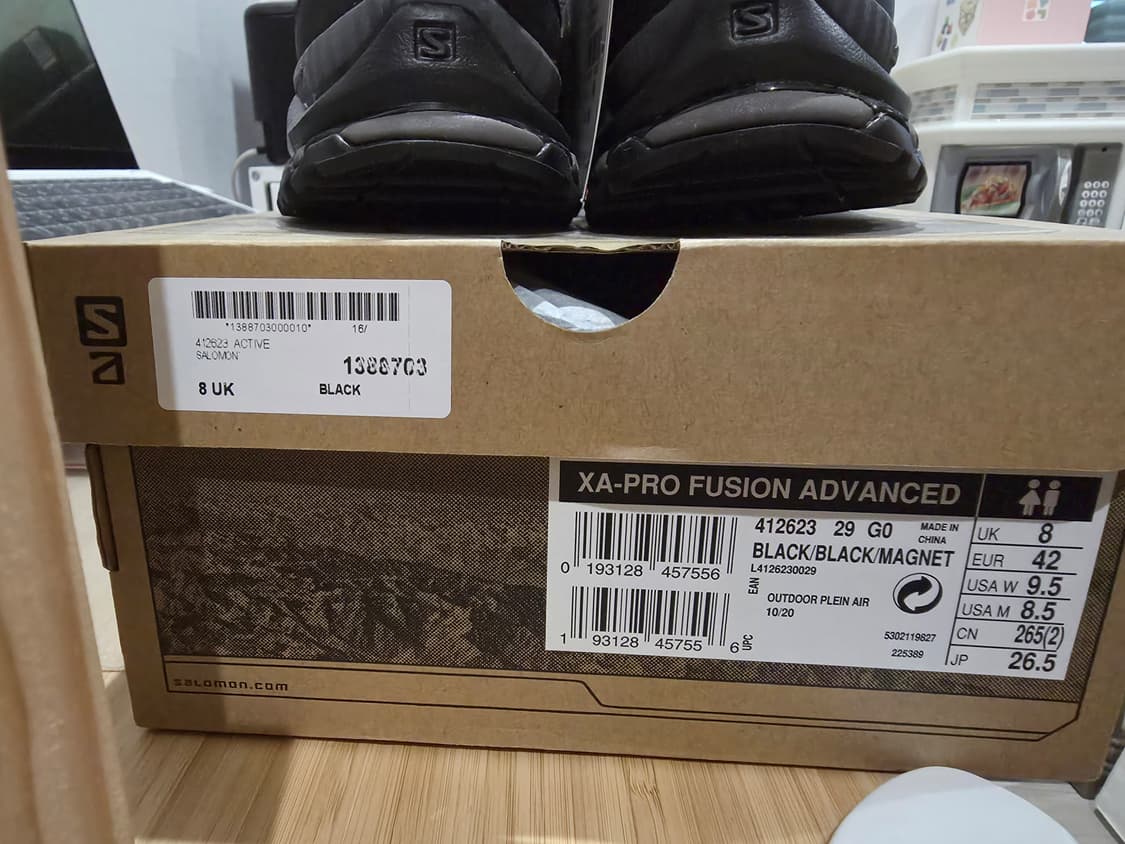 S
S
S
*1388703000010* 16/
412623 ACTIVE
SALOMON
1388703
8 UK BLACK
XA-PRO FUSION ADVANCED
0 193128 457556
1 93128 45755 6
UPC
EAN
412623 29 G0
MADE IN
CHINA
BLACK/BLACK/MAGNET
L4126230029
OUTDOOR PLEIN AIR
10/20
5302119827
225389
UK 8
EUR 42
USA W 9.5
USA M 8.5
CN 265(2)
JP 26.5
salomon.com